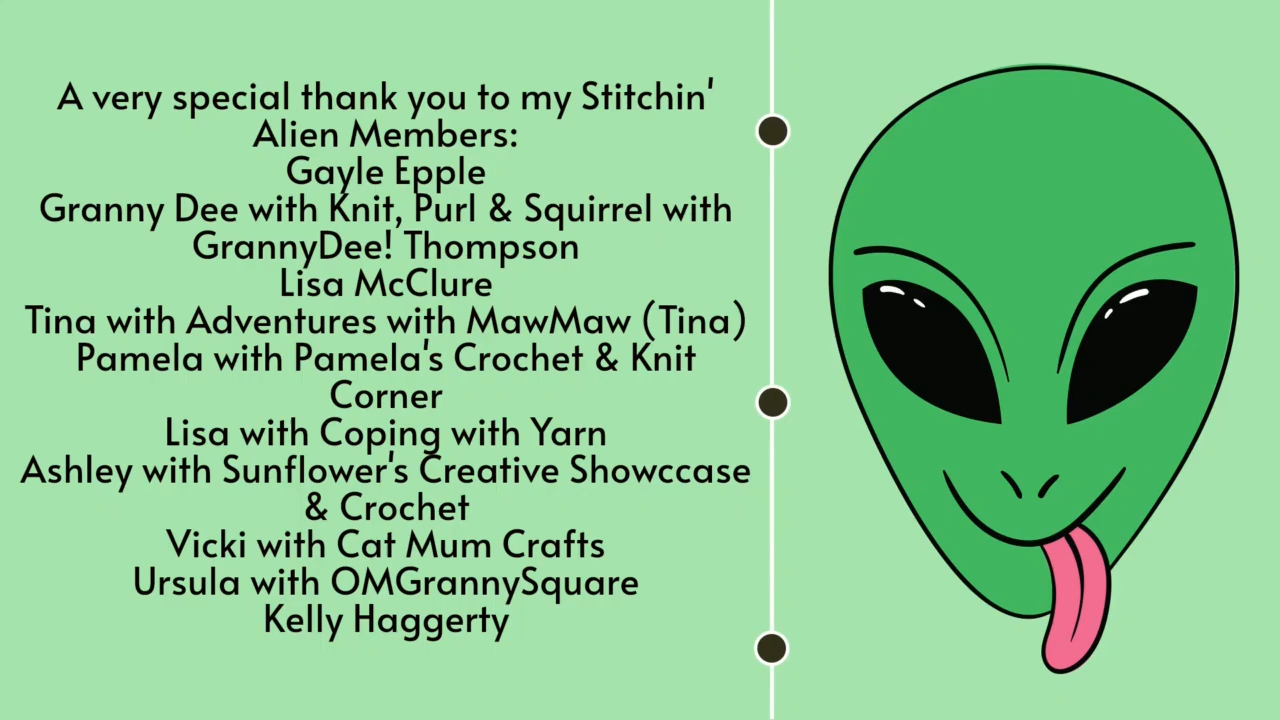 A very special thank you to my Stitchin'
Alien Members:
Gayle Epple
Granny Dee with Knit, Purl & Squirrel with
GrannyDee! Thompson
Lisa McClure
Tina with Adventures with MawMaw (Tina)
Pamela with Pamela's Crochet & Knit
Corner
Lisa with Coping with Yarn
Ashley with Sunflower's Creative Showccase
& Crochet
Vicki with Cat Mum Crafts
Ursula with OMGrannySquare
Kelly Haggerty